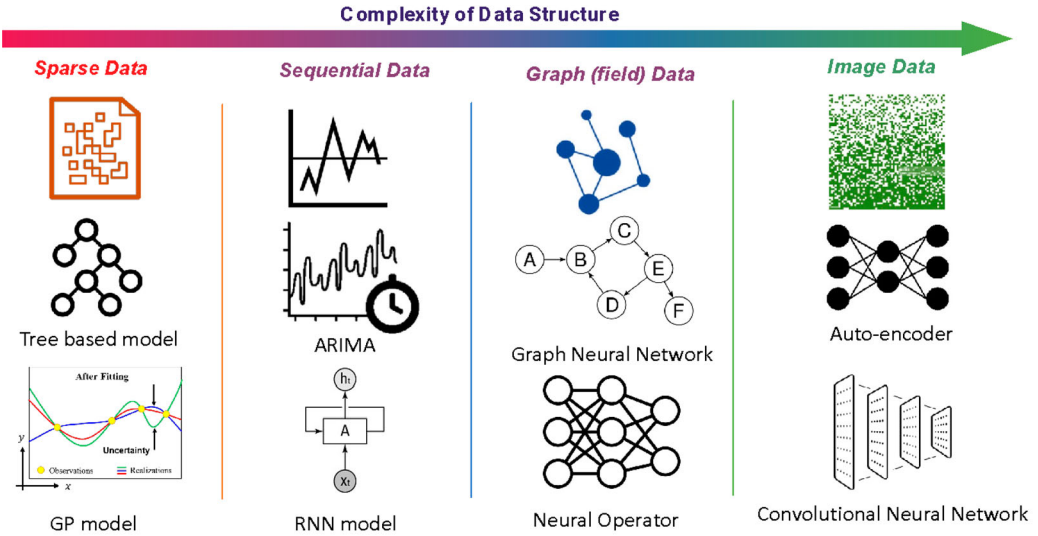 Complexity of Data Structure
Sparse Data
Sequential Data
Graph (field) Data
Image Data
Tree based model
ARIMA
A
B
C
D
E
F
Graph Neural Network
Auto-encoder
After Fitting
Uncertainty
Observations
Realizations
y
x
GP model
hₜ
A
Xₜ
RNN model
Neural Operator
Convolutional Neural Network